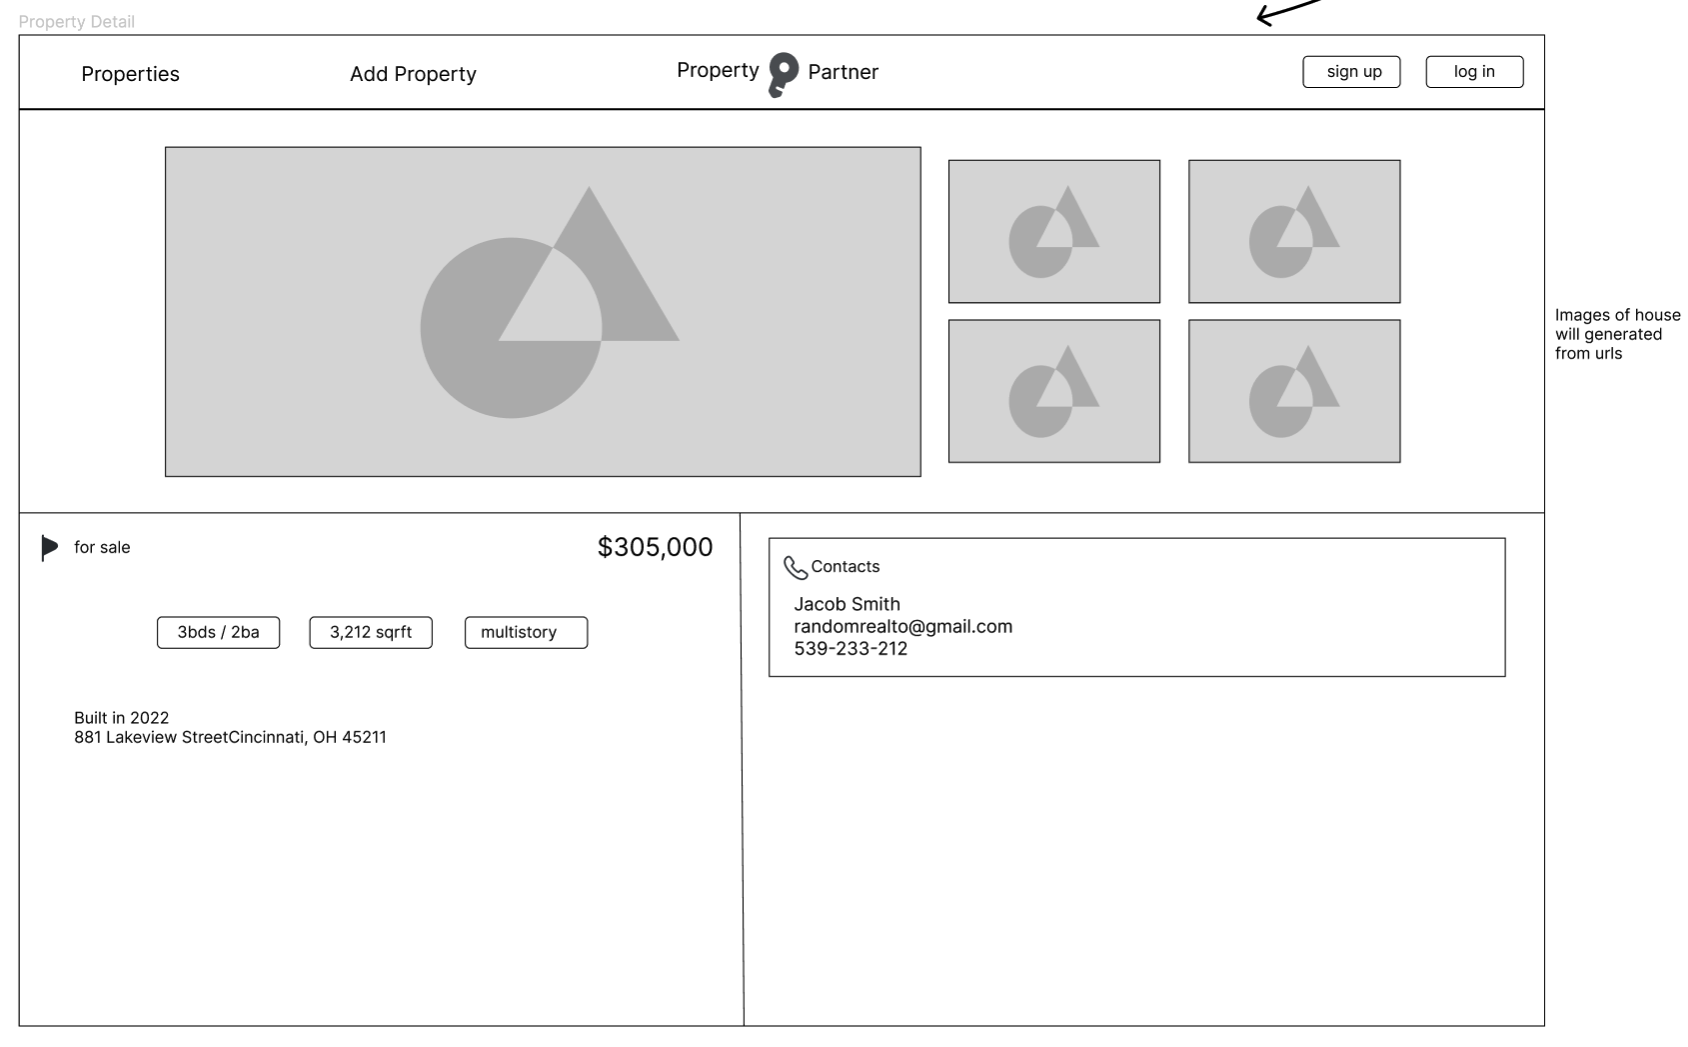 Property Detail
Properties
Add Property
Property Partner
sign up
log in
Images of house
will generated
from urls
for sale
$305,000
3bds / 2ba
3,212 sqrft
multistory
Built in 2022
881 Lakeview StreetCincinnati, OH 45211
Contacts
Jacob Smith
randomrealto@gmail.com
539-233-212